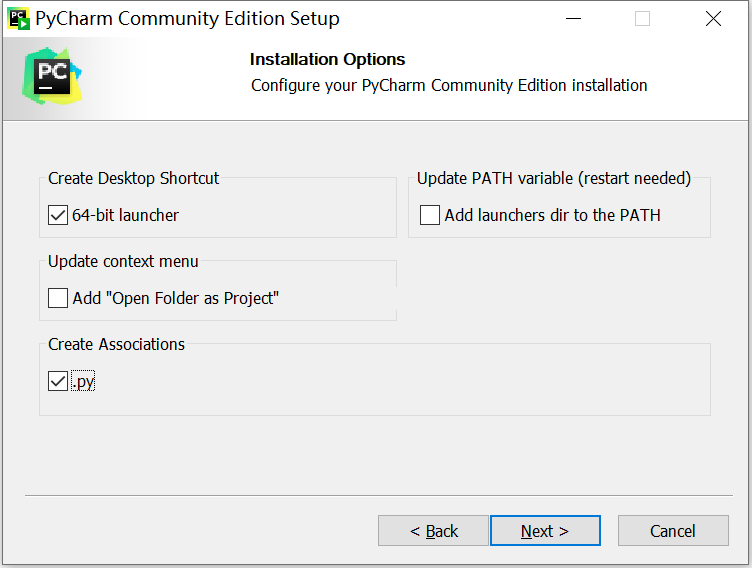 PyCharm Community Edition Setup
PC
Installation Options
Configure your PyCharm Community Edition installation
Create Desktop Shortcut
64-bit launcher
Update PATH variable (restart needed)
Add launchers dir to the PATH
Update context menu
Add "Open Folder as Project"
Create Associations
.py
< Back
Next >
Cancel